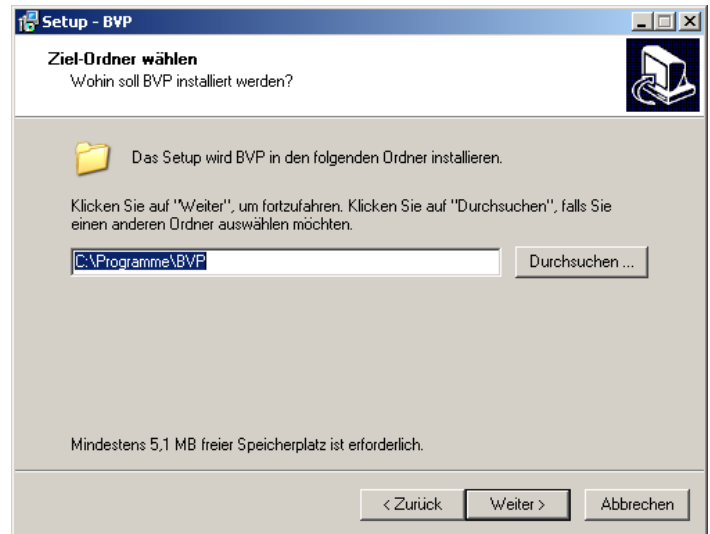 Setup - BVP
Ziel-Ordner wählen
Wohin soll BVP installiert werden?
Das Setup wird BVP in den folgenden Ordner installieren.
Klicken Sie auf "Weiter", um fortzufahren. Klicken Sie auf "Durchsuchen", falls Sie
einen anderen Ordner auswählen möchten.
C:\Programme\BVP
Durchsuchen ...
Mindestens 5,1 MB freier Speicherplatz ist erforderlich.
< Zurück
Weiter >
Abbrechen